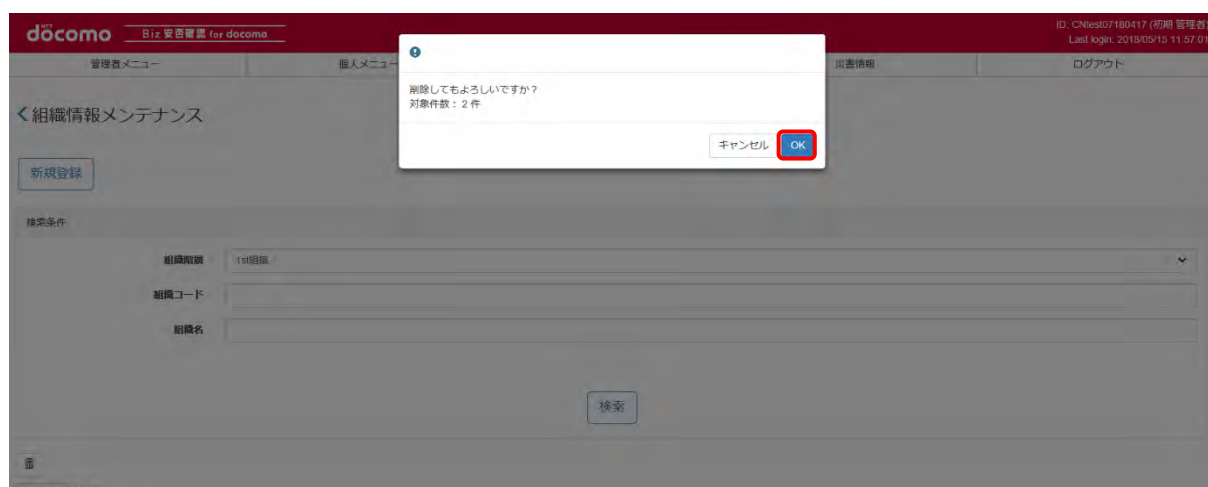 NTT
döcomo Biz 安否確認 for docomo
ID: CNtest07180417 (初期 管理者)
Last login: 2018/05/15 11:57:01
管理者メニュー 個人メニュー 災害情報 ログアウト
削除してもよろしいですか？
対象件数：2 件
キャンセル OK
組織情報メンテナンス
新規登録
検索条件
組織階層 1st組織
組織コード
組織名
検索